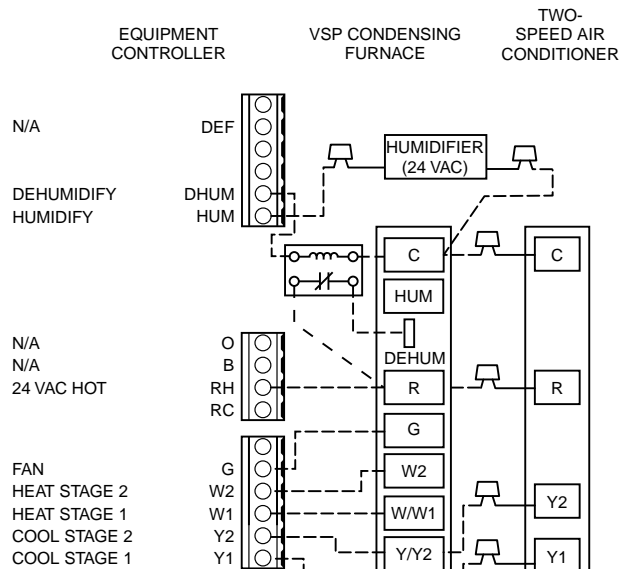 EQUIPMENT
CONTROLLER
VSP CONDENSING
FURNACE
TWO-
SPEED AIR
CONDITIONER
N/A DEF
HUMIDIFIER
(24 VAC)
DEHUMIDIFY DHUM
HUMIDIFY HUM
C C
HUM
N/A O
N/A B
DEHUM
24 VAC HOT RH R R
RC
G
FAN G
W2
HEAT STAGE 2 W2
HEAT STAGE 1 W1 W/W1
Y2
COOL STAGE 2 Y2
COOL STAGE 1 Y1 Y/Y2 Y1